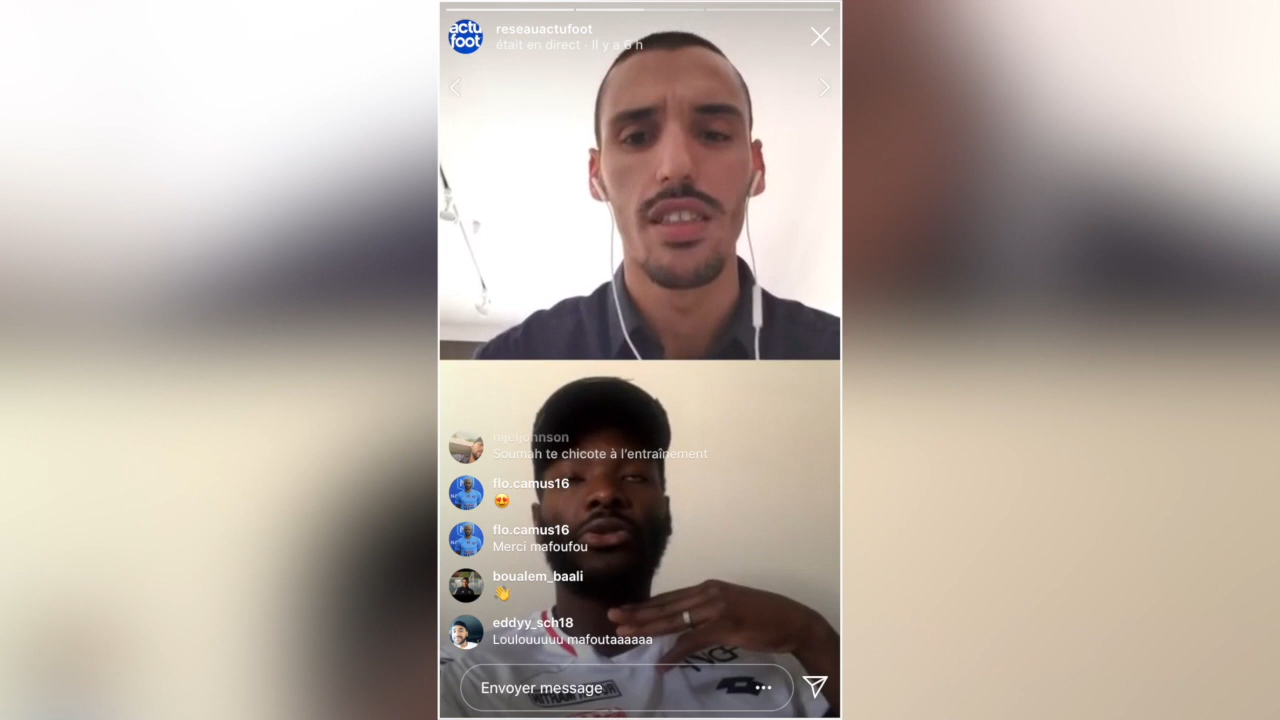 actu
foot
reseauactufoot
était en direct · Il y a 6 h
nijeljohnson
Soumah te chicote à l'entraînement
flo.camus16
😍
flo.camus16
Merci mafoufou
boualem_baali
👏
eddyy_sch18
Loulouuuuu mafoutaaaaaa
Envoyer message